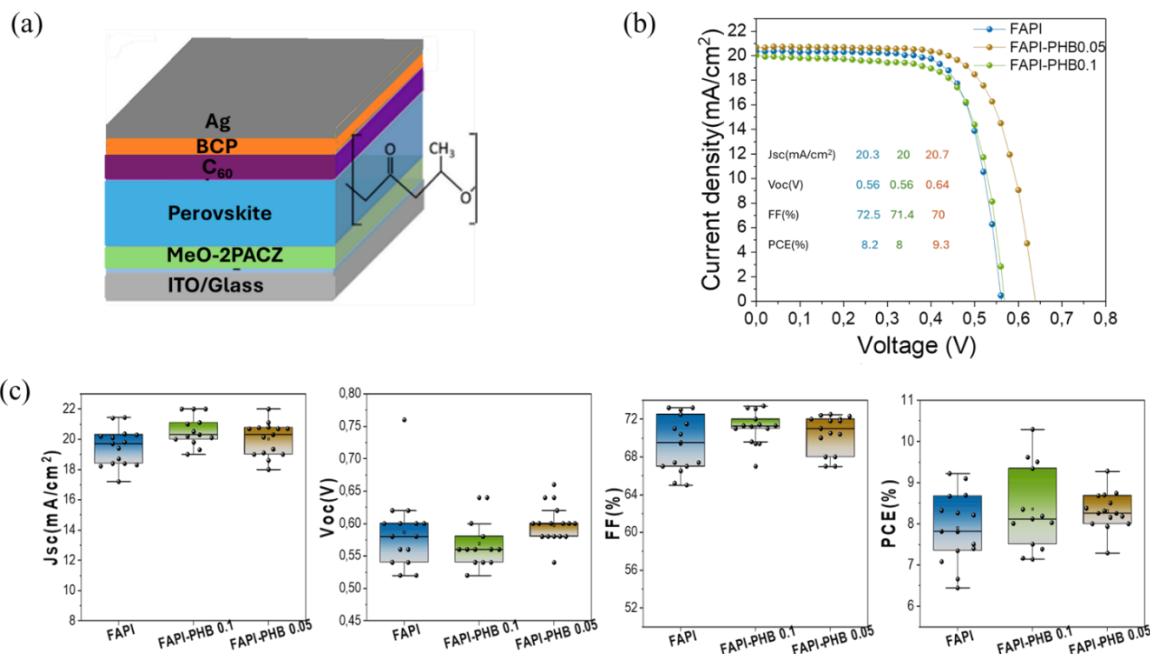 (a)
Ag
BCP
C60
Perovskite
MeO-2PACZ
ITO/Glass
O
CH3
O
(b)
Current density(mA/cm²)
22
20
18
16
14
12
10
8
6
4
2
0
FAPI
FAPI-PHB0.05
FAPI-PHB0.1
Jsc(mA/cm²) 20.3 20 20.7
Voc(V) 0.56 0.56 0.64
FF(%) 72.5 71.4 70
PCE(%) 8.2 8 9.3
0,0 0,1 0,2 0,3 0,4 0,5 0,6 0,7 0,8
Voltage (V)
(c)
Jsc(mA/cm²)
22
20
18
16
14
12
10
8
FAPI FAPI-PHB 0.1 FAPI-PHB 0.05
Voc(V)
0,80
0,75
0,70
0,65
0,60
0,55
0,50
0,45
FAPI FAPI-PHB 0.1 FAPI-PHB 0.05
FF(%)
72
68
64
60
56
52
FAPI FAPI-PHB 0.1 FAPI-PHB 0.05
PCE(%)
11
10
9
8
7
6
FAPI FAPI-PHB 0.1 FAPI-PHB 0.05